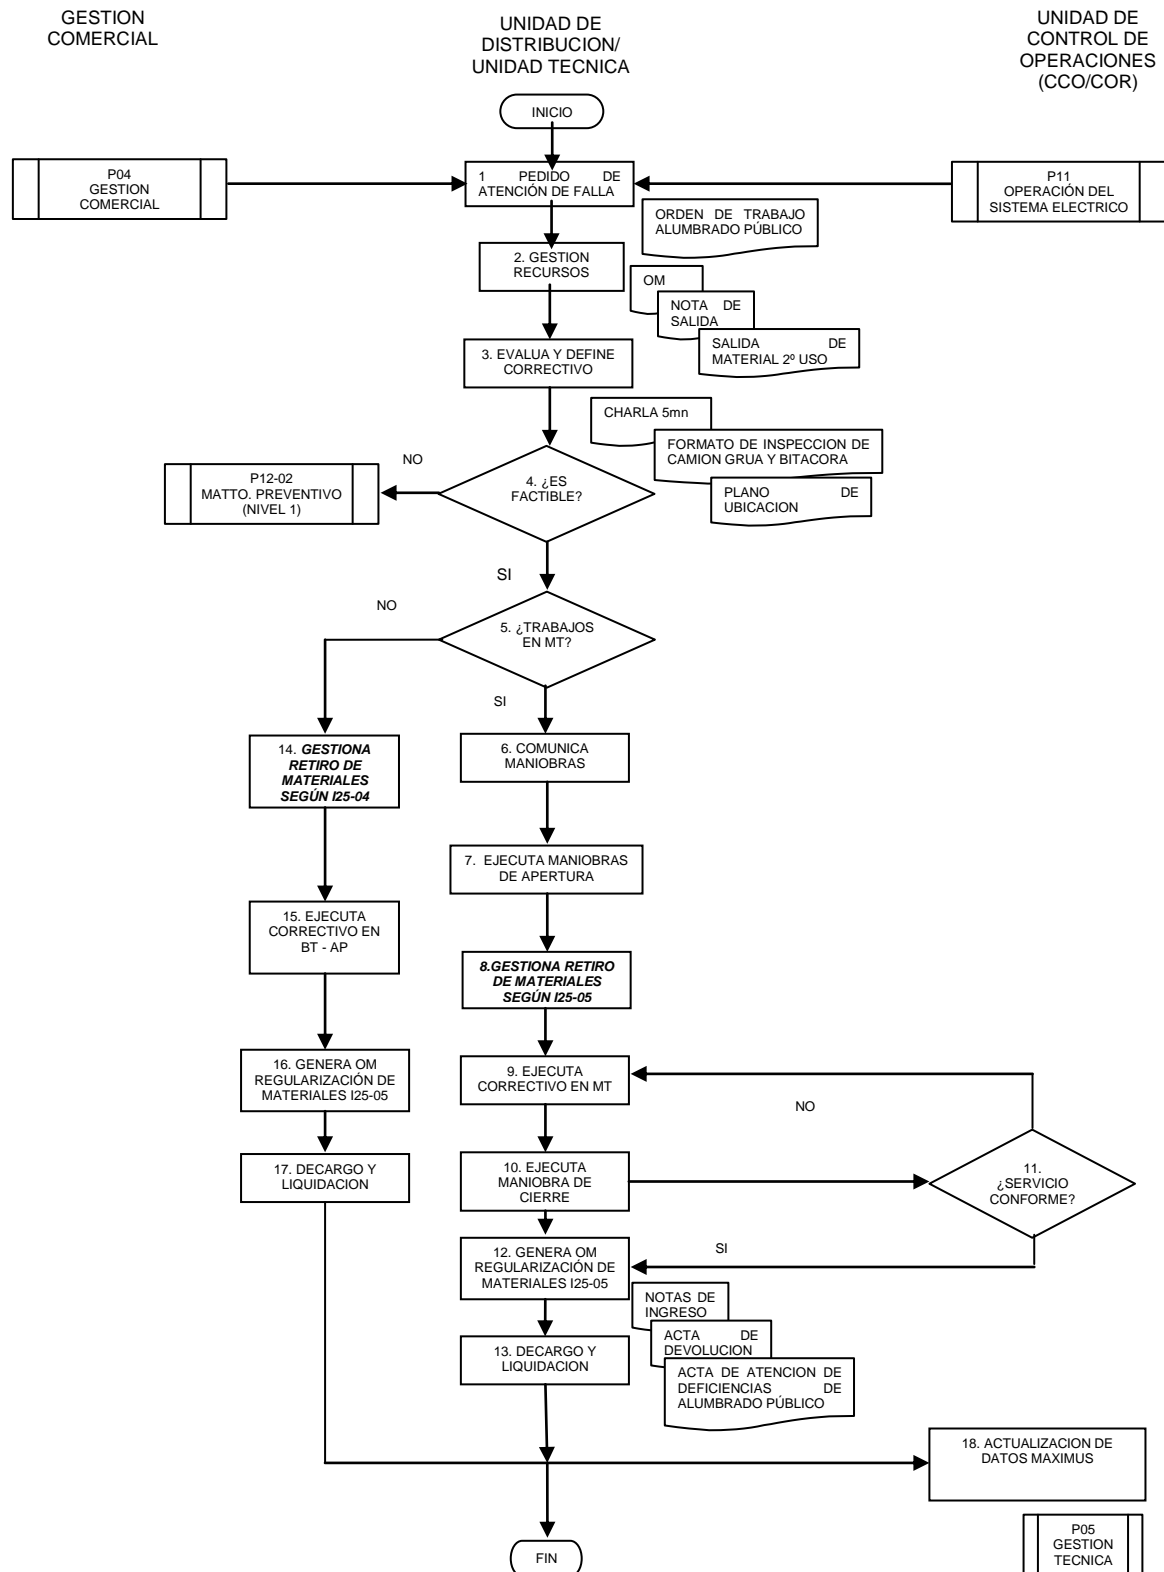 GESTION
COMERCIAL
UNIDAD DE
DISTRIBUCION/
UNIDAD TECNICA
UNIDAD DE
CONTROL DE
OPERACIONES
(CCO/COR)
INICIO
P04
GESTION
COMERCIAL
1 PEDIDO DE
ATENCIÓN DE FALLA
P11
OPERACIÓN DEL
SISTEMA ELECTRICO
ORDEN DE TRABAJO
ALUMBRADO PÚBLICO
2. GESTION
RECURSOS
OM
NOTA DE
SALIDA
SALIDA DE
MATERIAL 2º USO
3. EVALUA Y DEFINE
CORRECTIVO
CHARLA 5mn
FORMATO DE INSPECCION DE
CAMION GRUA Y BITACORA
PLANO DE
UBICACION
NO
P12-02
MATTO. PREVENTIVO
(NIVEL 1)
4. ¿ES
FACTIBLE?
SI
NO
5. ¿TRABAJOS
EN MT?
SI
14. GESTIONA
RETIRO DE
MATERIALES
SEGÚN I25-04
6. COMUNICA
MANIOBRAS
7. EJECUTA MANIOBRAS
DE APERTURA
15. EJECUTA
CORRECTIVO EN
BT - AP
8.GESTIONA RETIRO
DE MATERIALES
SEGÚN I25-05
16. GENERA OM
REGULARIZACIÓN DE
MATERIALES I25-05
9. EJECUTA
CORRECTIVO EN MT
NO
17. DECARGO Y
LIQUIDACION
10. EJECUTA
MANIOBRA DE
CIERRE
11.
¿SERVICIO
CONFORME?
12. GENERA OM
REGULARIZACIÓN DE
MATERIALES I25-05
SI
NOTAS DE
INGRESO
ACTA DE
DEVOLUCION
ACTA DE ATENCION DE
DEFICIENCIAS DE
ALUMBRADO PÚBLICO
13. DECARGO Y
LIQUIDACION
18. ACTUALIZACION DE
DATOS MAXIMUS
P05
GESTION
TECNICA
FIN